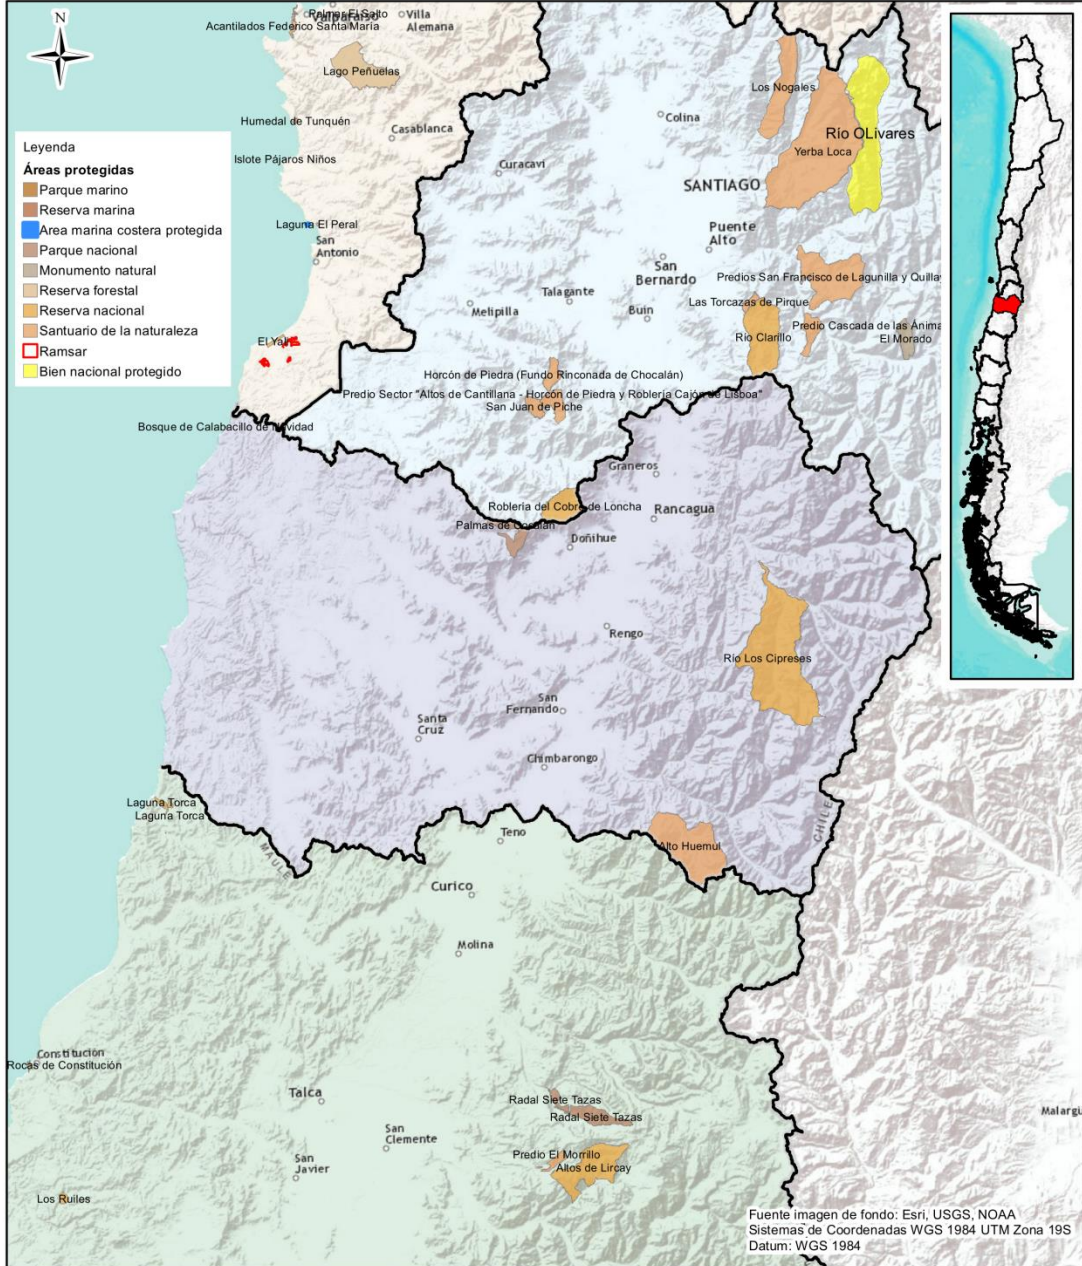 N
Palmar El Salto
Valparaíso
Villa
Alemana
Acantilados Federico Santa María
Lago Peñuelas
Los Nogales
Humedal de Tunquén
Casablanca
Colina
Río OLivares
Yerba Loca
Islote Pájaros Niños
Curacavi
SANTIAGO
Leyenda
Áreas protegidas
Parque marino
Reserva marina
Area marina costera protegida
Parque nacional
Monumento natural
Reserva forestal
Reserva nacional
Santuario de la naturaleza
Ramsar
Bien nacional protegido
Laguna El Peral
San
Antonio
Puente
Alto
San
Bernardo
Predios San Francisco de Lagunilla y Quillay
Talagante
Melipilla
Buin
Las Torcazas de Pirque
Río Clarillo
Predio Cascada de las Ánima
El Morado
El Yali
Horcón de Piedra (Fundo Rinconada de Chocalán)
Predio Sector "Altos de Cantillana - Horcón de Piedra y Roblería Cajón de Lisboa"
San Juan de Piche
Bosque de Calabacillo de Navidad
Graneros
Roblería del Cobre de Loncha
Rancagua
Palmas de Cocalán
Doñihue
Rengo
Río Los Cipreses
San
Fernando
Santa
Cruz
Chimbarongo
Laguna Torca
Laguna Torca
CHILE
Teno
Alto Huemul
MAULE
Curico
Molina
Constitución
Rocas de Constitución
Talca
Radal Siete Tazas
Radal Siete Tazas
Malargü
San
Clemente
Predio El Morrillo
Altos de Lircay
San
Javier
Los Ruiles
Fuente imagen de fondo: Esri, USGS, NOAA
Sistemas de Coordenadas WGS 1984 UTM Zona 19S
Datum: WGS 1984